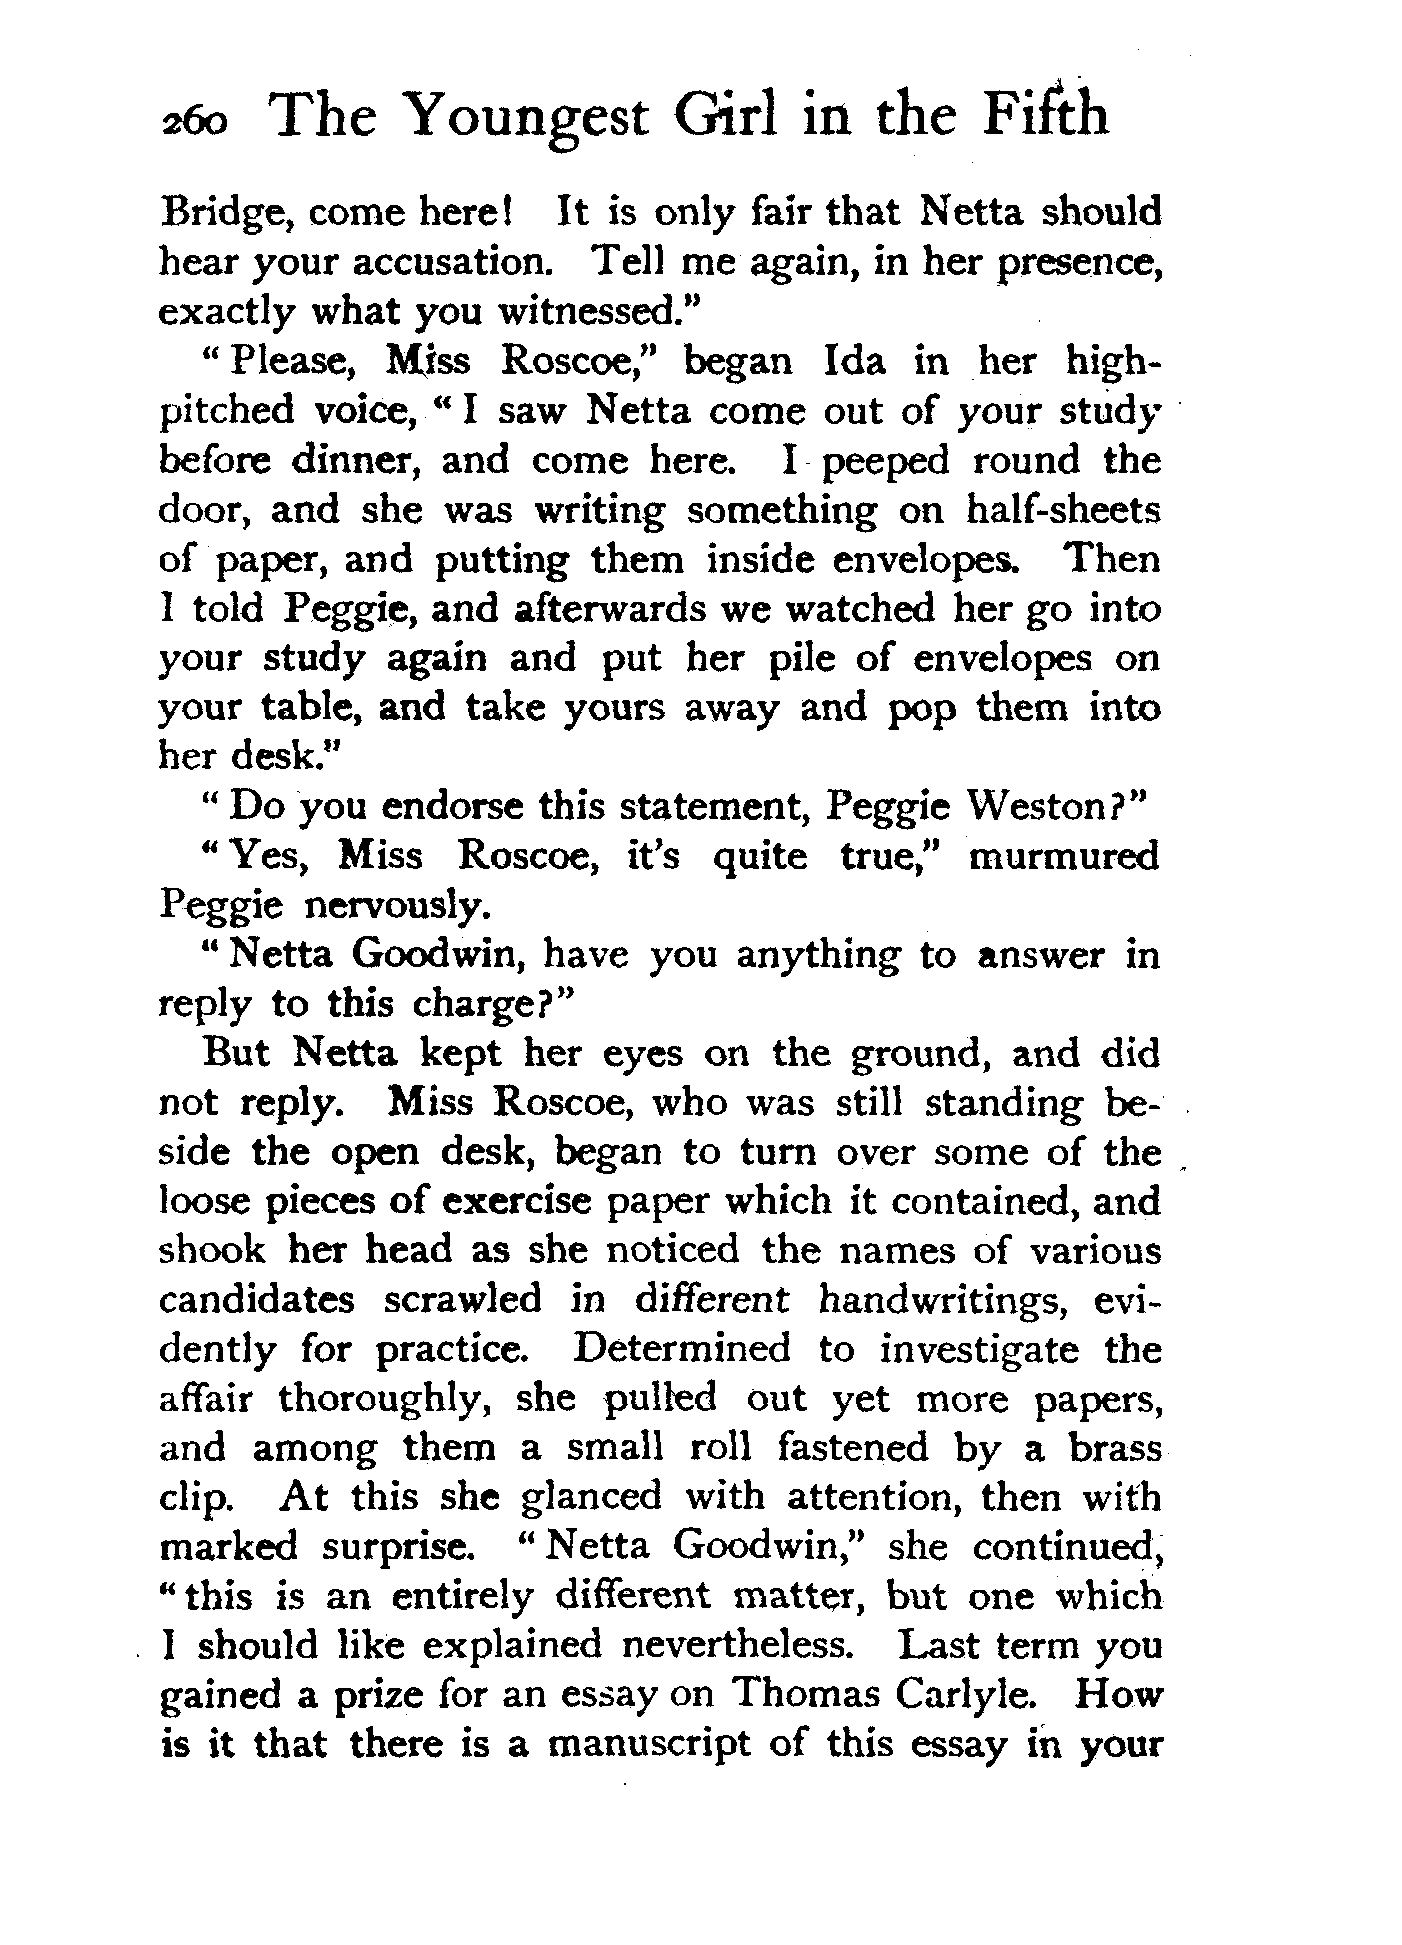 260 The Youngest Girl in the Fifth
Bridge, come here! It is only fair that Netta should
hear your accusation. Tell me again, in her presence,
exactly what you witnessed."
"Please, Miss Roscoe," began Ida in her high-
pitched voice, "I saw Netta come out of your study
before dinner, and come here. I peeped round the
door, and she was writing something on half-sheets
of paper, and putting them inside envelopes. Then
I told Peggie, and afterwards we watched her go into
your study again and put her pile of envelopes on
your table, and take yours away and pop them into
her desk."
"Do you endorse this statement, Peggie Weston?"
"Yes, Miss Roscoe, it's quite true," murmured
Peggie nervously.
"Netta Goodwin, have you anything to answer in
reply to this charge?"
But Netta kept her eyes on the ground, and did
not reply. Miss Roscoe, who was still standing be-
side the open desk, began to turn over some of the
loose pieces of exercise paper which it contained, and
shook her head as she noticed the names of various
candidates scrawled in different handwritings, evi-
dently for practice. Determined to investigate the
affair thoroughly, she pulled out yet more papers,
and among them a small roll fastened by a brass
clip. At this she glanced with attention, then with
marked surprise. "Netta Goodwin," she continued,
"this is an entirely different matter, but one which
I should like explained nevertheless. Last term you
gained a prize for an essay on Thomas Carlyle. How
is it that there is a manuscript of this essay in your